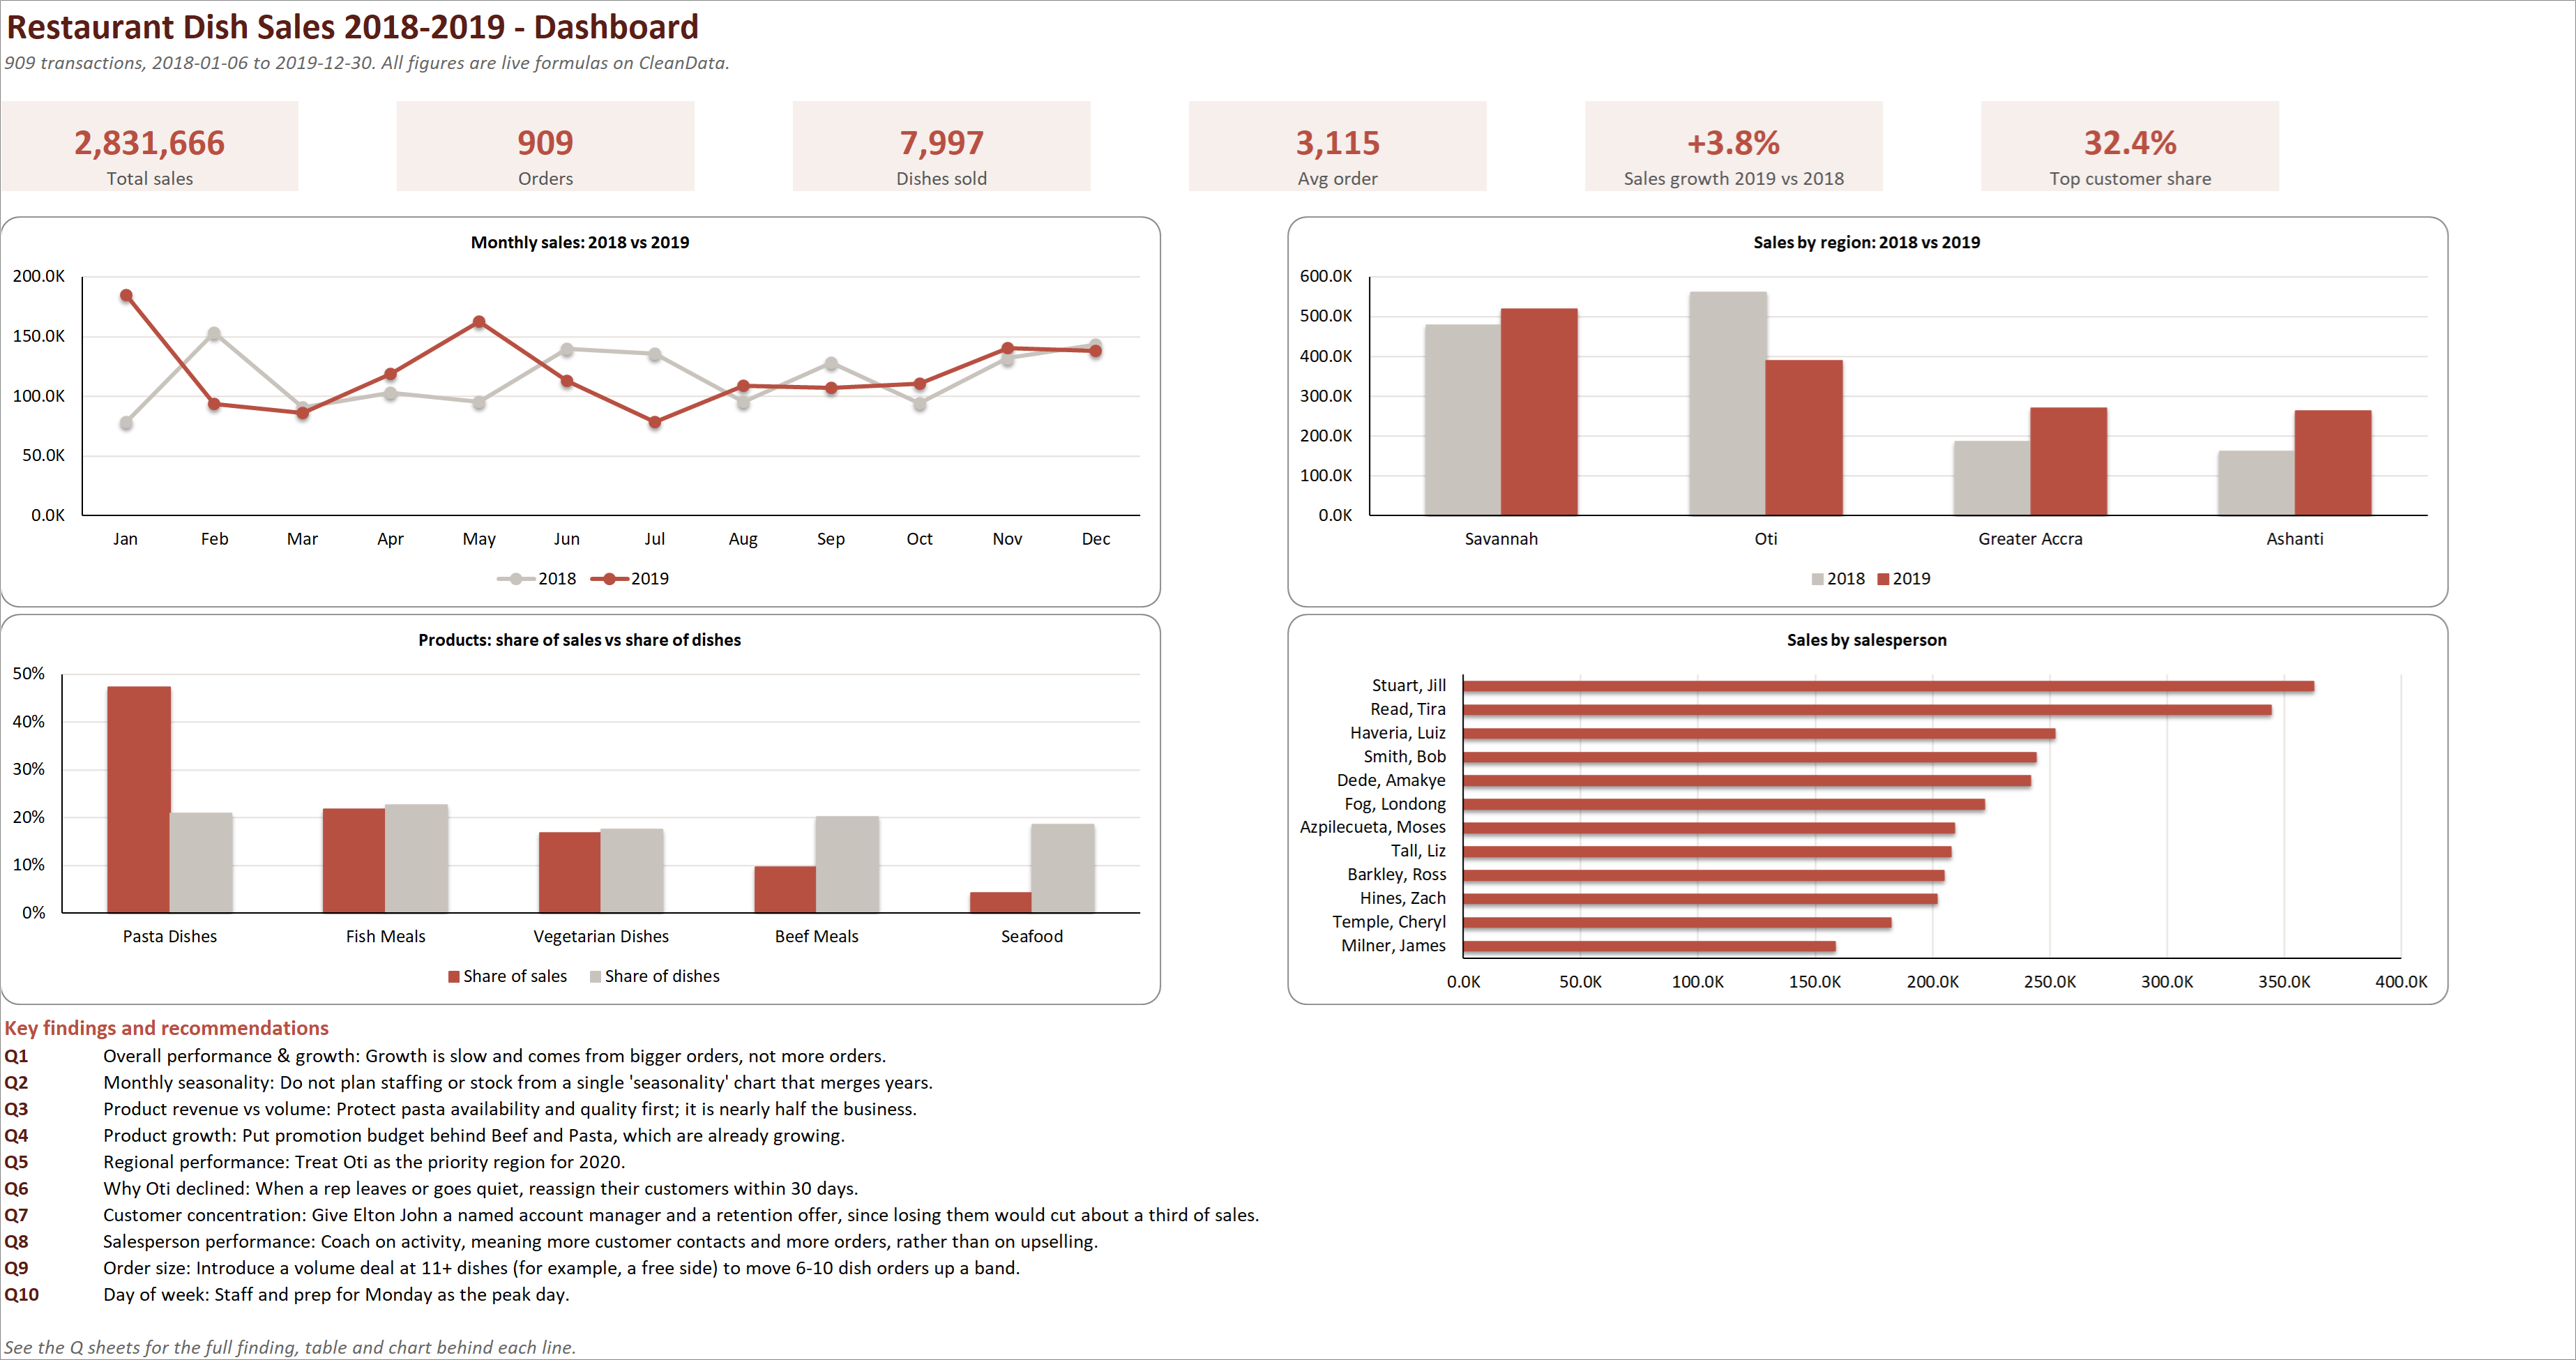 Restaurant Dish Sales 2018-2019 - Dashboard
909 transactions, 2018-01-06 to 2019-12-30. All figures are live formulas on CleanData.
2,831,666
Total sales
909
Orders
7,997
Dishes sold
3,115
Avg order
+3.8%
Sales growth 2019 vs 2018
32.4%
Top customer share
Monthly sales: 2018 vs 2019
200.0K
150.0K
100.0K
50.0K
0.0K
Jan Feb Mar Apr May Jun Jul Aug Sep Oct Nov Dec
2018 2019
Sales by region: 2018 vs 2019
600.0K
500.0K
400.0K
300.0K
200.0K
100.0K
0.0K
Savannah Oti Greater Accra Ashanti
2018 2019
Products: share of sales vs share of dishes
50%
40%
30%
20%
10%
0%
Pasta Dishes Fish Meals Vegetarian Dishes Beef Meals Seafood
Share of sales Share of dishes
Sales by salesperson
Stuart, Jill
Read, Tira
Haveria, Luiz
Smith, Bob
Dede, Amakye
Fog, Londong
Azpilecueta, Moses
Tall, Liz
Barkley, Ross
Hines, Zach
Temple, Cheryl
Milner, James
0.0K 50.0K 100.0K 150.0K 200.0K 250.0K 300.0K 350.0K 400.0K
Key findings and recommendations
Q1 Overall performance & growth: Growth is slow and comes from bigger orders, not more orders.
Q2 Monthly seasonality: Do not plan staffing or stock from a single 'seasonality' chart that merges years.
Q3 Product revenue vs volume: Protect pasta availability and quality first; it is nearly half the business.
Q4 Product growth: Put promotion budget behind Beef and Pasta, which are already growing.
Q5 Regional performance: Treat Oti as the priority region for 2020.
Q6 Why Oti declined: When a rep leaves or goes quiet, reassign their customers within 30 days.
Q7 Customer concentration: Give Elton John a named account manager and a retention offer, since losing them would cut about a third of sales.
Q8 Salesperson performance: Coach on activity, meaning more customer contacts and more orders, rather than on upselling.
Q9 Order size: Introduce a volume deal at 11+ dishes (for example, a free side) to move 6-10 dish orders up a band.
Q10 Day of week: Staff and prep for Monday as the peak day.
See the Q sheets for the full finding, table and chart behind each line.